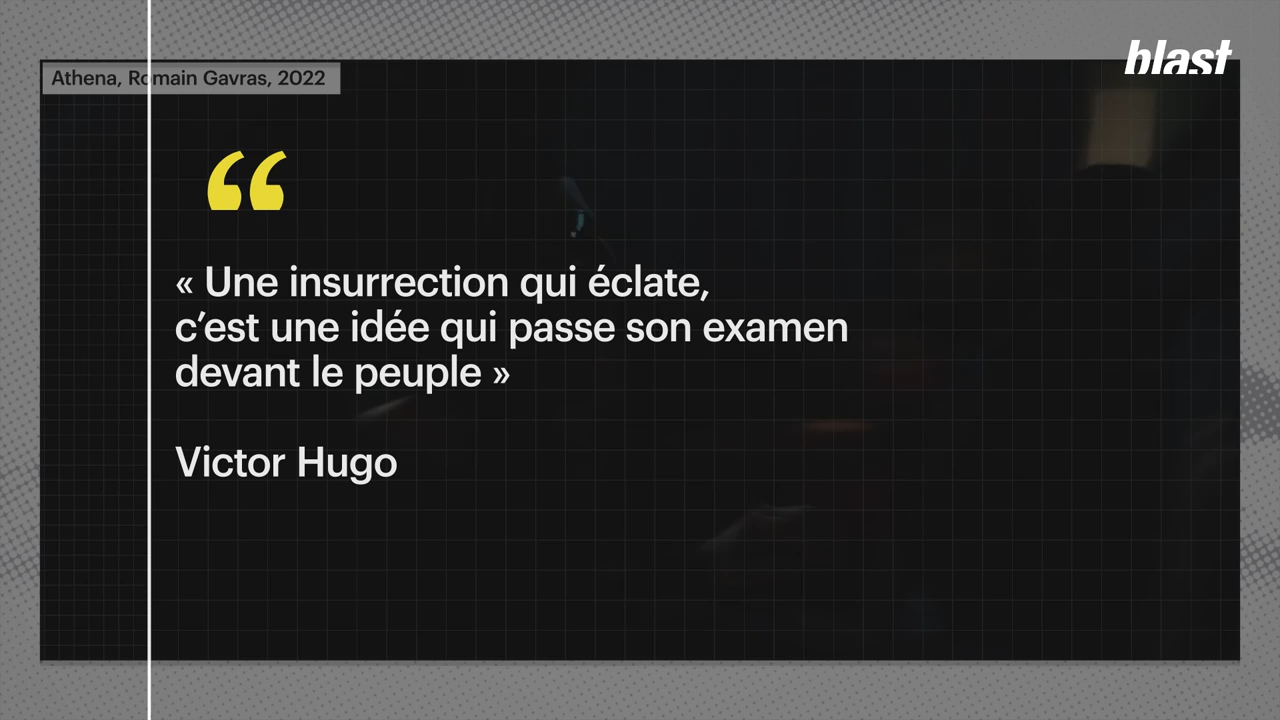 blast
Athena, Romain Gavras, 2022
“
« Une insurrection qui éclate,
c’est une idée qui passe son examen
devant le peuple »
Victor Hugo